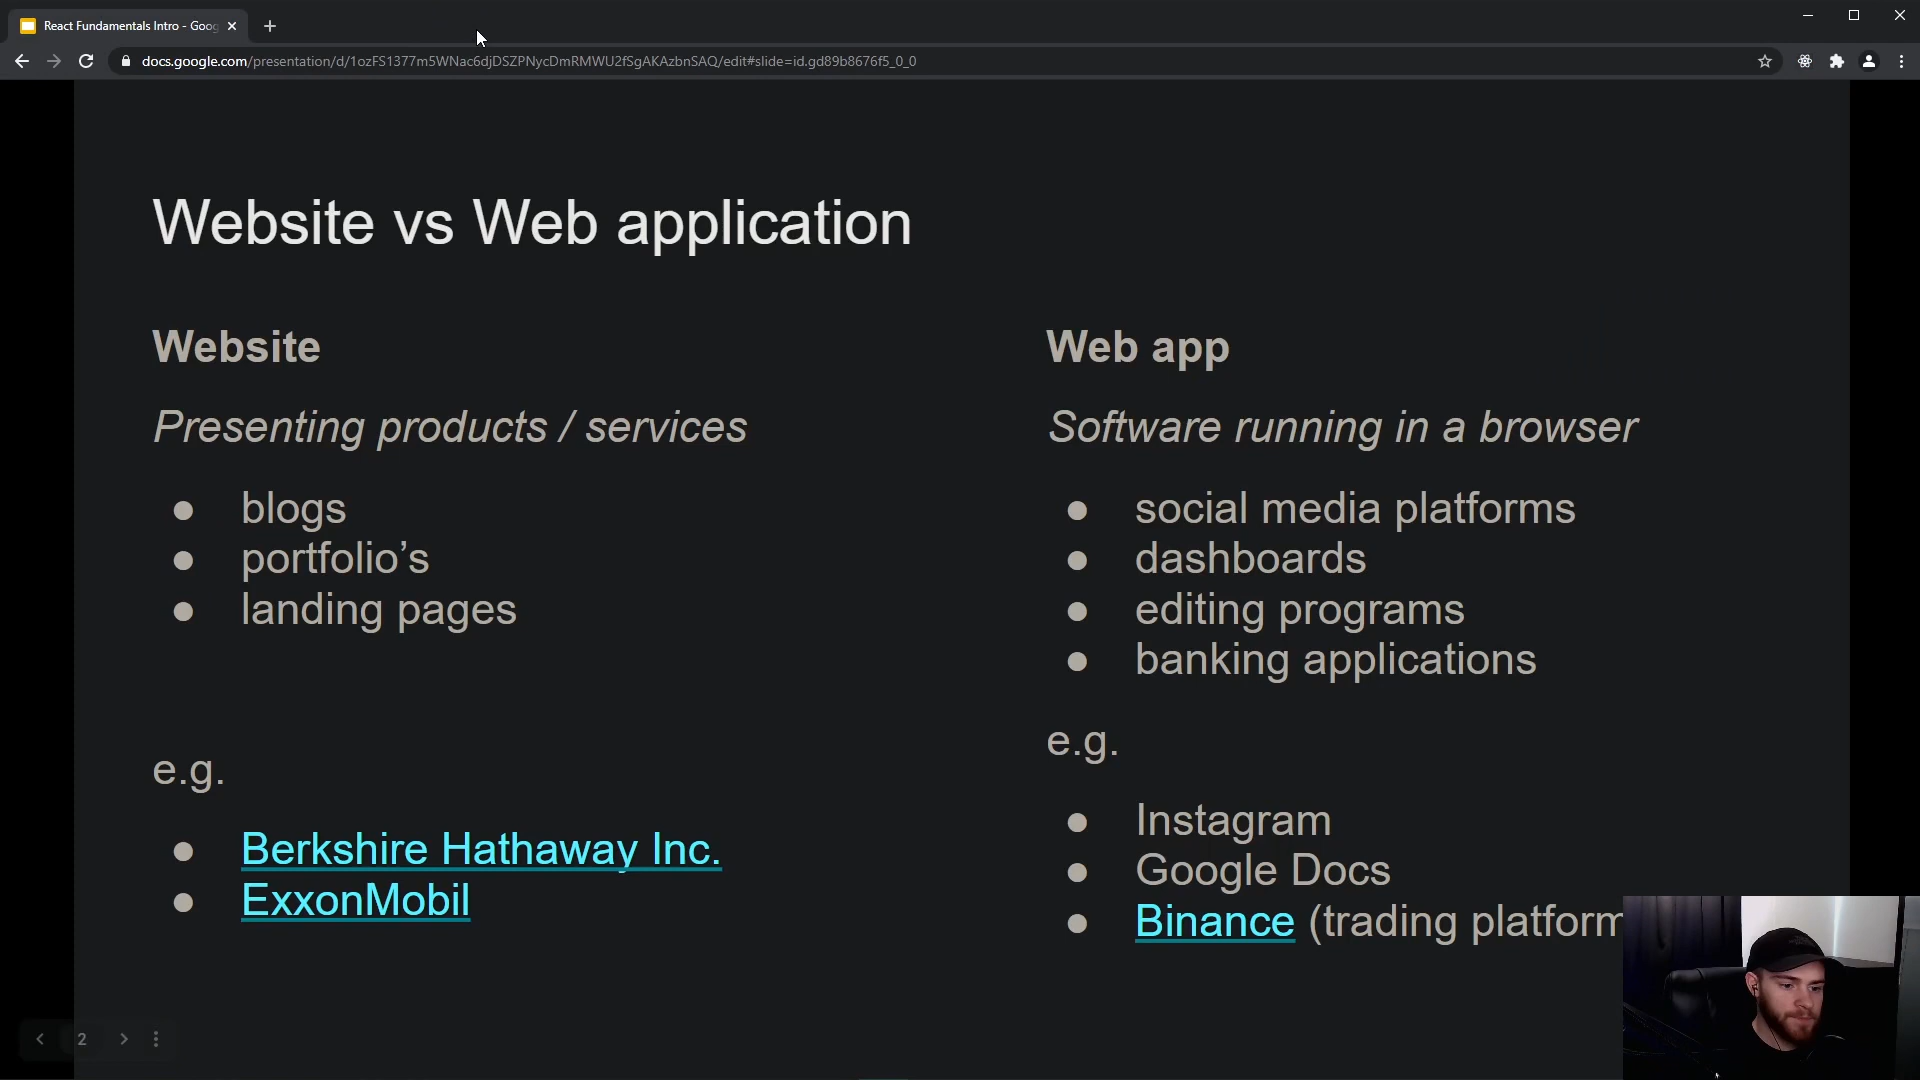 React Fundamentals Intro - Goog
docs.google.com/presentation/d/1ozFS1377m5WNac6djDSZPNycDmRMWU2fSgAKAzbnSAQ/edit#slide=id.gd89b8676f5_0_0
Website vs Web application
Website
Presenting products / services
● blogs
● portfolio’s
● landing pages
e.g.
● Berkshire Hathaway Inc.
● ExxonMobil
Web app
Software running in a browser
● social media platforms
● dashboards
● editing programs
● banking applications
e.g.
● Instagram
● Google Docs
● Binance (trading platform
2